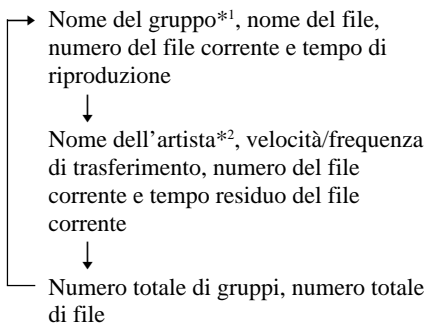 Nome del gruppo*1, nome del file,
numero del file corrente e tempo di
riproduzione
Nome dell'artista*2, velocità/frequenza
di trasferimento, numero del file
corrente e tempo residuo del file
corrente
Numero totale di gruppi, numero totale
di file